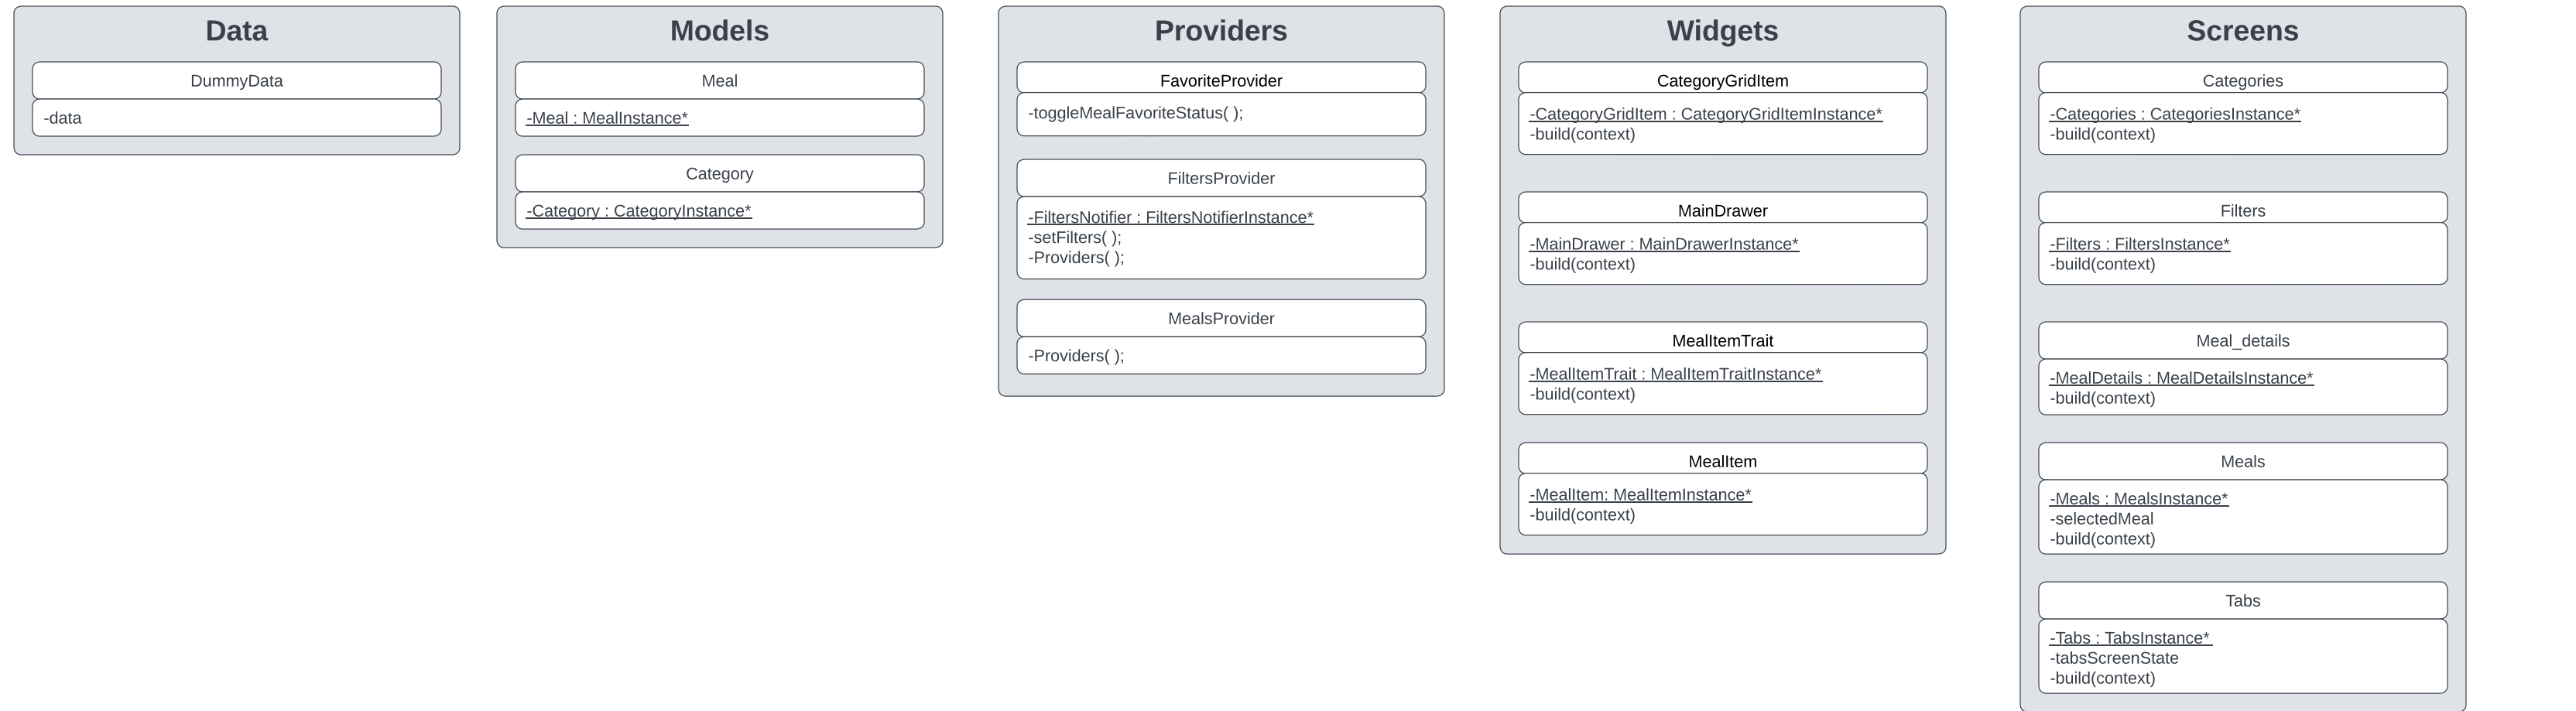 Data
DummyData
-data
Models
Meal
-Meal : MealInstance*
Category
-Category : CategoryInstance*
Providers
FavoriteProvider
-toggleMealFavoriteStatus( );
FiltersProvider
-FiltersNotifier : FiltersNotifierInstance*
-setFilters( );
-Providers( );
MealsProvider
-Providers( );
Widgets
CategoryGridItem
-CategoryGridItem : CategoryGridItemInstance*
-build(context)
MainDrawer
-MainDrawer : MainDrawerInstance*
-build(context)
MealItemTrait
-MealItemTrait : MealItemTraitInstance*
-build(context)
MealItem
-MealItem: MealItemInstance*
-build(context)
Screens
Categories
-Categories : CategoriesInstance*
-build(context)
Filters
-Filters : FiltersInstance*
-build(context)
Meal_details
-MealDetails : MealDetailsInstance*
-build(context)
Meals
-Meals : MealsInstance*
-selectedMeal
-build(context)
Tabs
-Tabs : TabsInstance*
-tabsScreenState
-build(context)